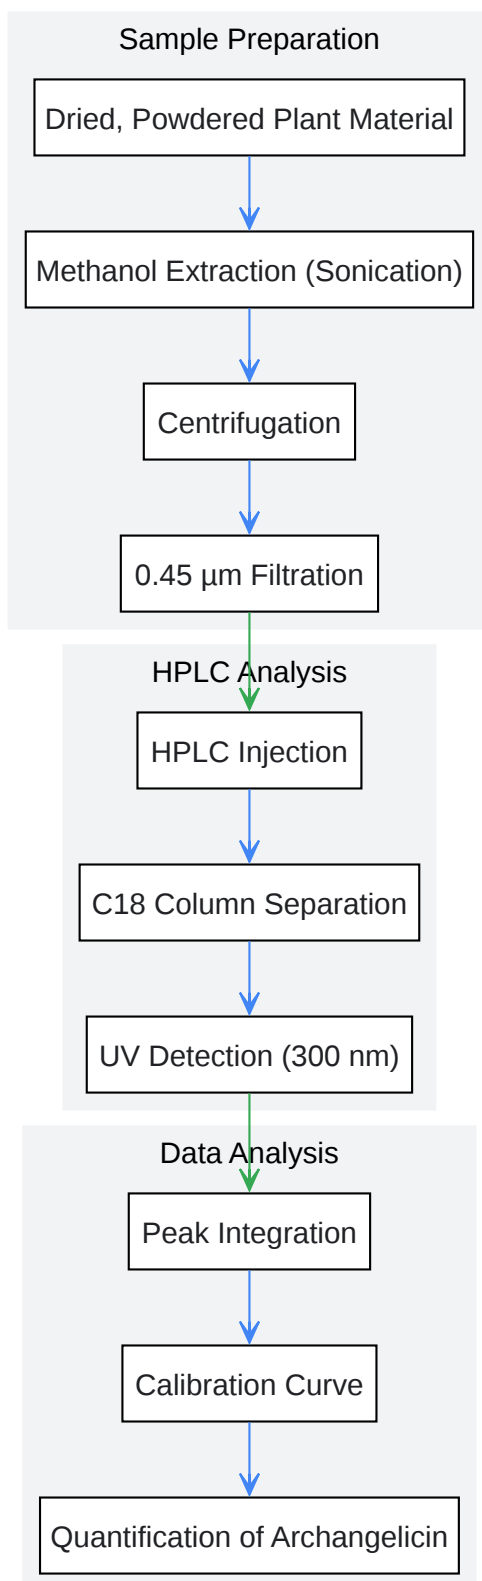 Sample Preparation
Dried, Powdered Plant Material
Methanol Extraction (Sonication)
Centrifugation
0.45 µm Filtration
HPLC Analysis
HPLC Injection
C18 Column Separation
UV Detection (300 nm)
Data Analysis
Peak Integration
Calibration Curve
Quantification of Archangelicin